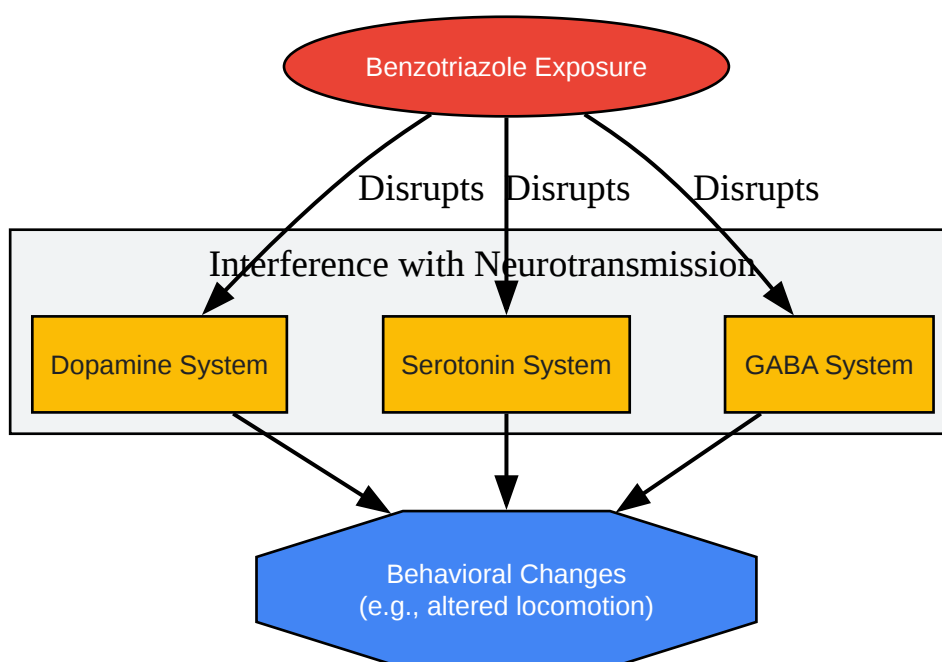 Benzotriazole Exposure
Disrupts Disrupts Disrupts
Interference with Neurotransmission
Dopamine System Serotonin System GABA System
Behavioral Changes
(e.g., altered locomotion)